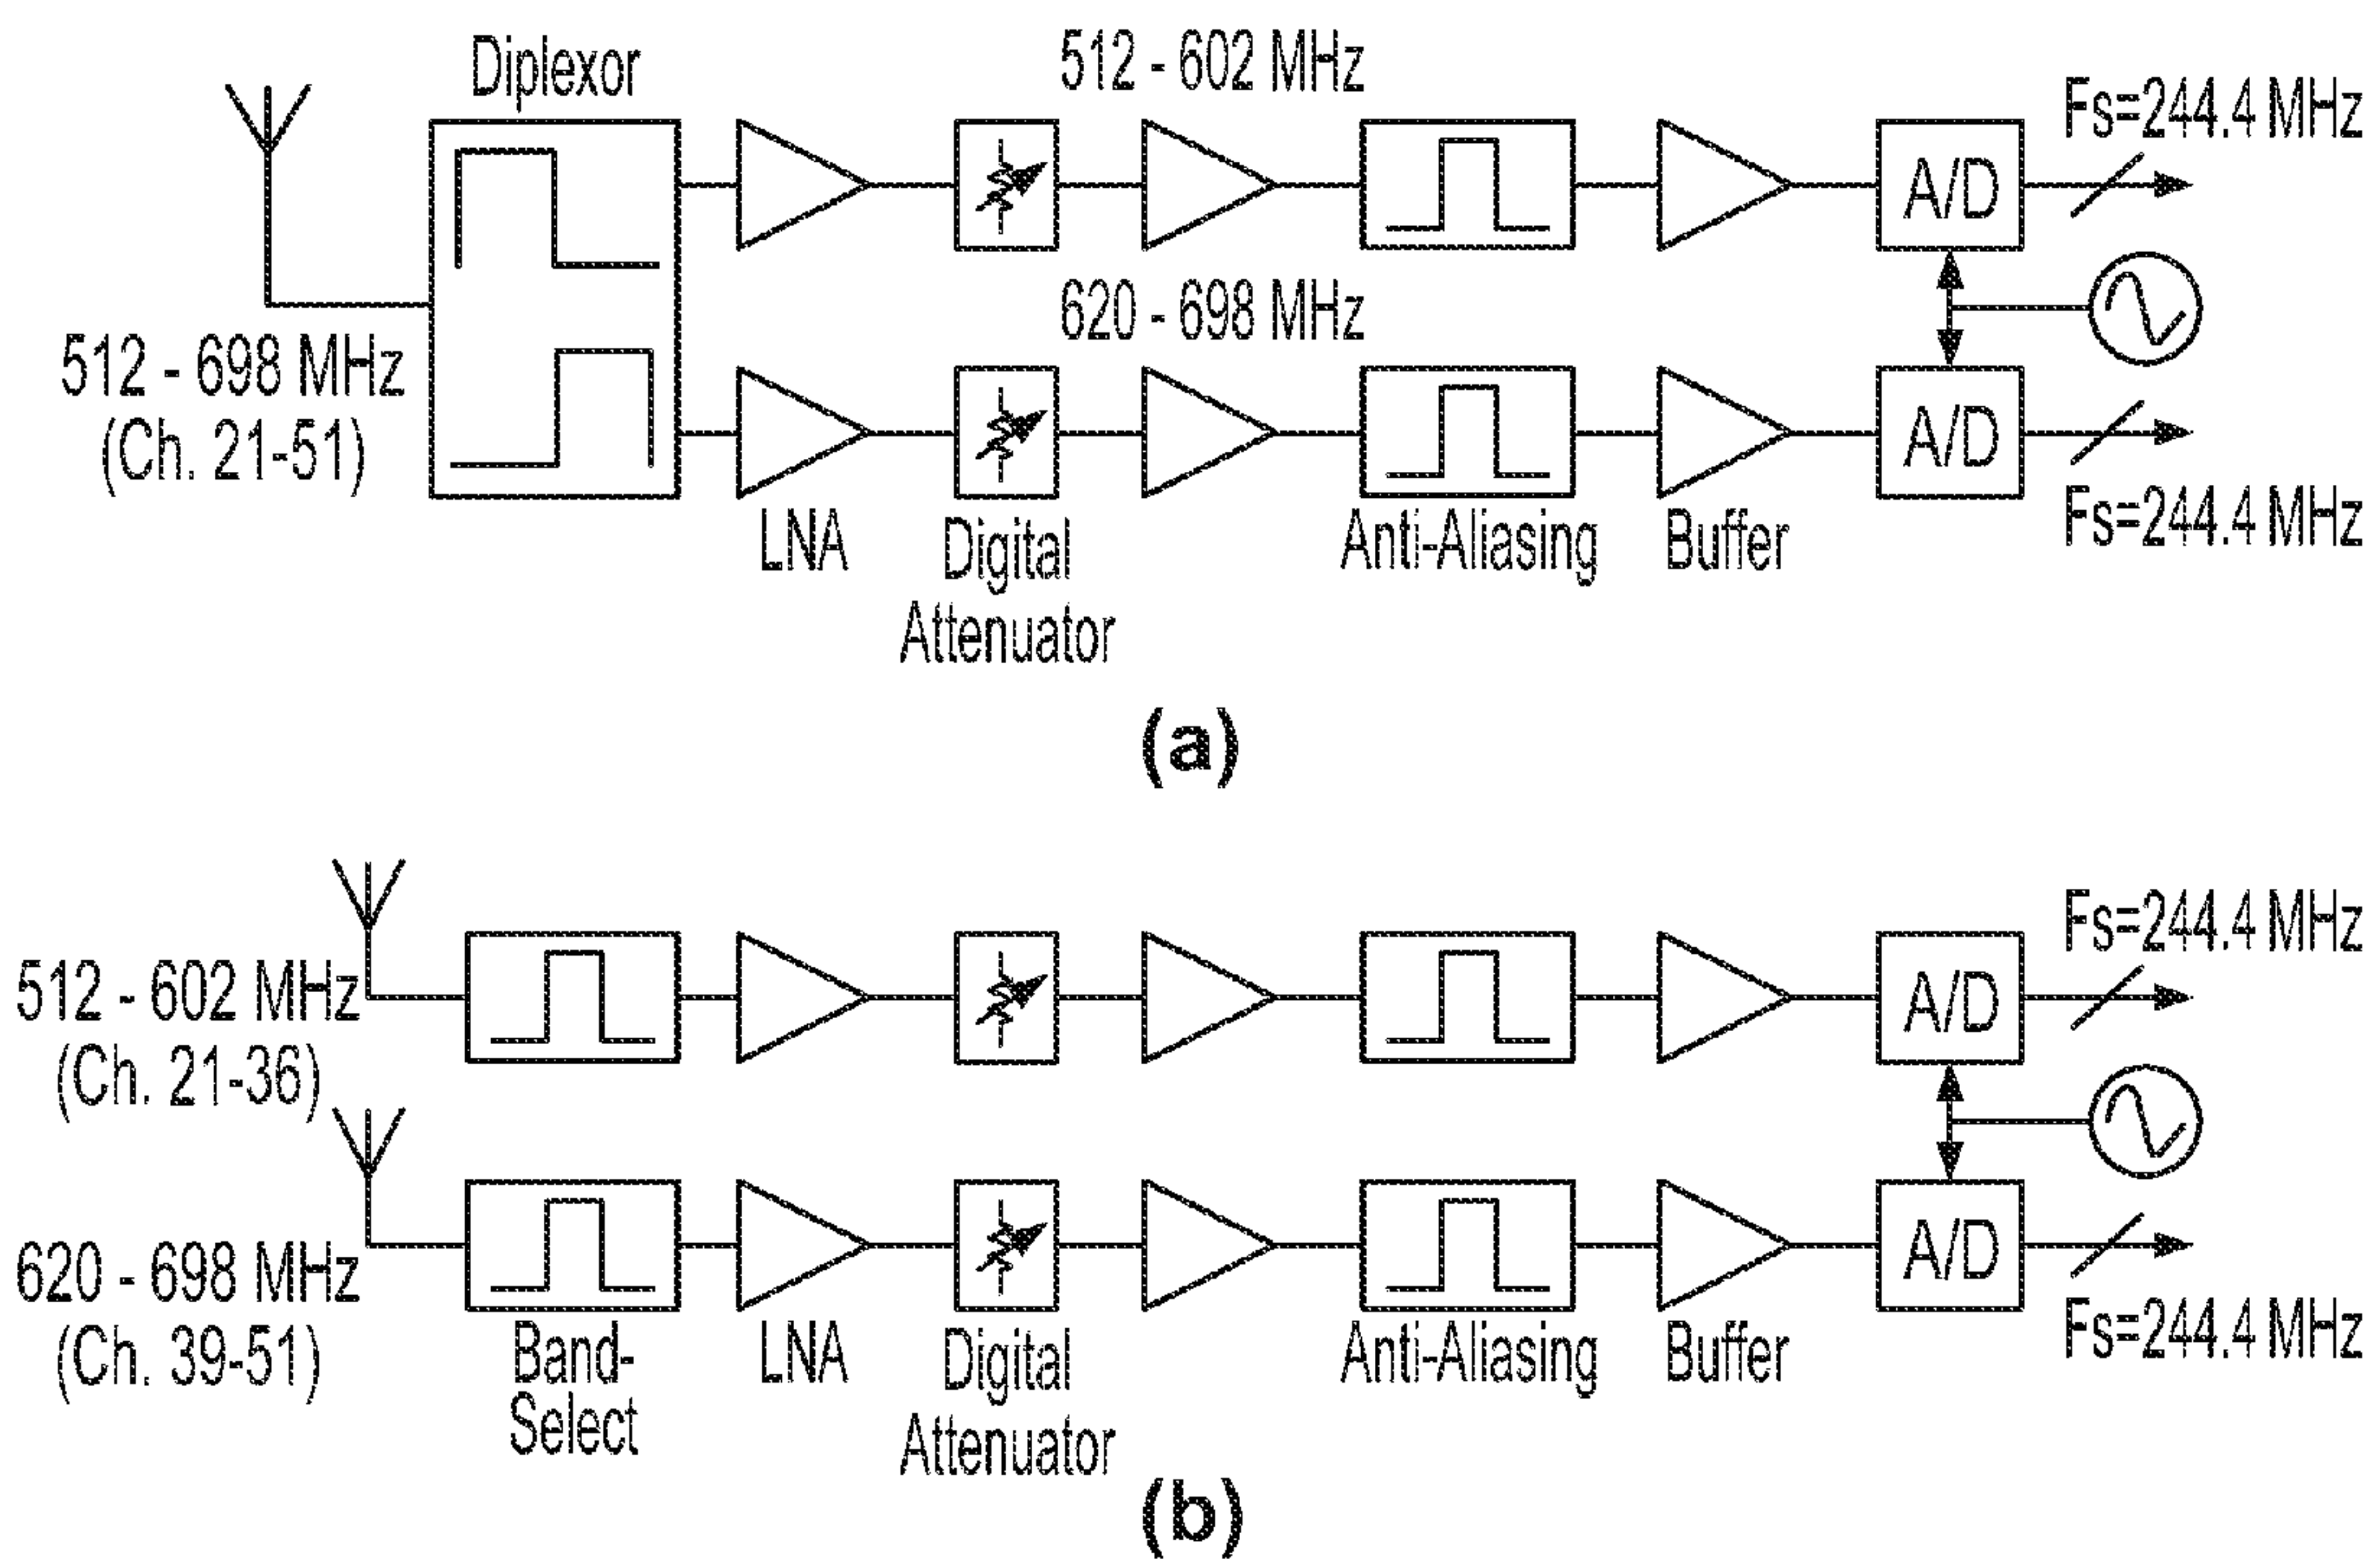 Diplexor
512 - 602 MHz
Fs=244.4 MHz
A/D
620 - 698 MHz
512 - 698 MHz
(Ch. 21-51)
A/D
Fs=244.4 MHz
LNA
Digital
Attenuator
Anti-Aliasing
Buffer
(a)
Fs=244.4 MHz
512 - 602 MHz
(Ch. 21-36)
A/D
620 - 698 MHz
(Ch. 39-51)
A/D
Fs=244.4 MHz
Band-
Select
LNA
Digital
Attenuator
Anti-Aliasing
Buffer
(b)